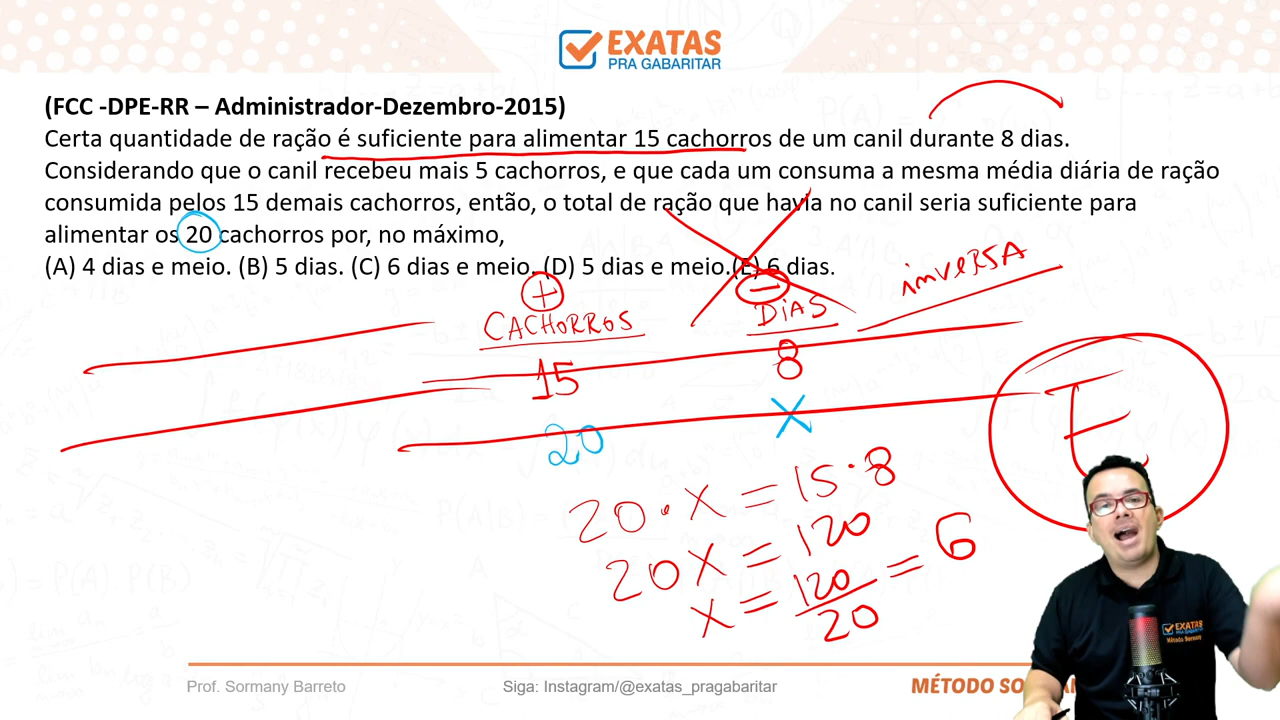 EXATAS
PRA GABARITAR
(FCC -DPE-RR – Administrador-Dezembro-2015)
Certa quantidade de ração é suficiente para alimentar 15 cachorros de um canil durante 8 dias.
Considerando que o canil recebeu mais 5 cachorros, e que cada um consuma a mesma média diária de ração
consumida pelos 15 demais cachorros, então, o total de ração que havia no canil seria suficiente para
alimentar os 20 cachorros por, no máximo,
(A) 4 dias e meio. (B) 5 dias. (C) 6 dias e meio. (D) 5 dias e meio.(E) 6 dias.
+ − inversa
CACHORROS DIAS
15 8
20 X
E
20·X = 15·8
20X = 120
X = 120/20 = 6
EXATAS
PRA GABARITAR
Método Sormany
Prof. Sormany Barreto
Siga: Instagram/@exatas_pragabaritar
MÉTODO